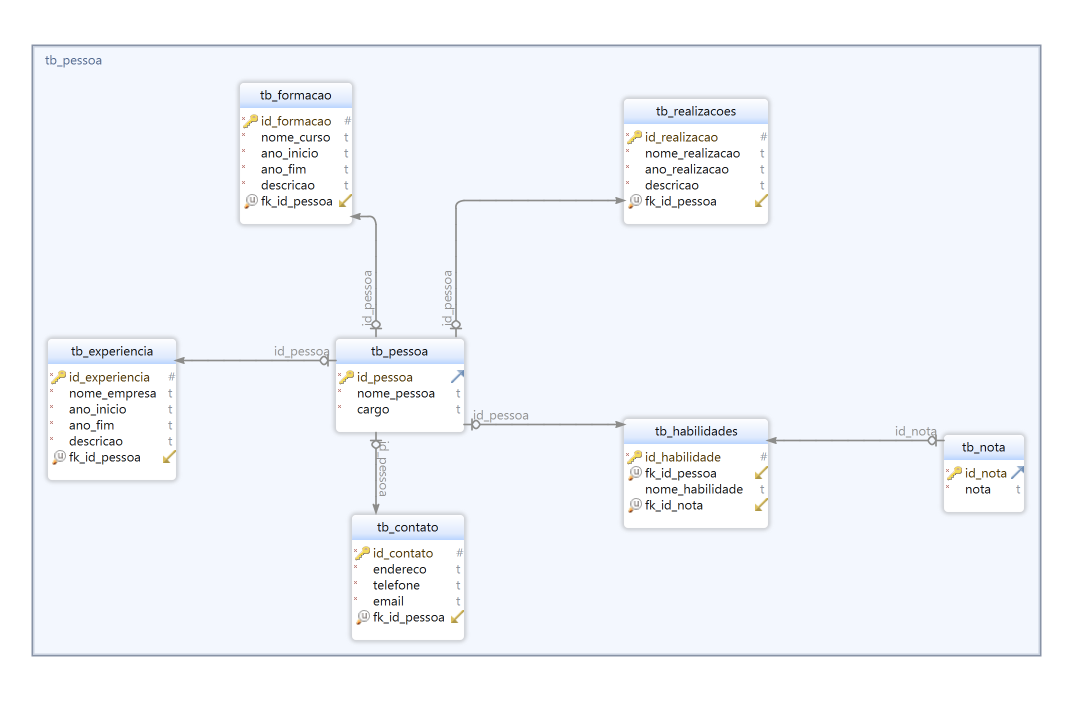 tb_pessoa
tb_formacao
id_formacao #
nome_curso t
ano_inicio t
ano_fim t
descricao t
fk_id_pessoa
tb_realizacoes
id_realizacao #
nome_realizacao t
ano_realizacao t
descricao t
fk_id_pessoa
id_pessoa
id_pessoa
tb_experiencia
id_experiencia #
nome_empresa t
ano_inicio t
ano_fim t
descricao t
fk_id_pessoa
id_pessoa
tb_pessoa
id_pessoa
nome_pessoa t
cargo t
id_pessoa
tb_habilidades
id_habilidade #
fk_id_pessoa
nome_habilidade t
fk_id_nota
id_nota
tb_nota
id_nota
nota t
id_pessoa
tb_contato
id_contato #
endereco t
telefone t
email t
fk_id_pessoa